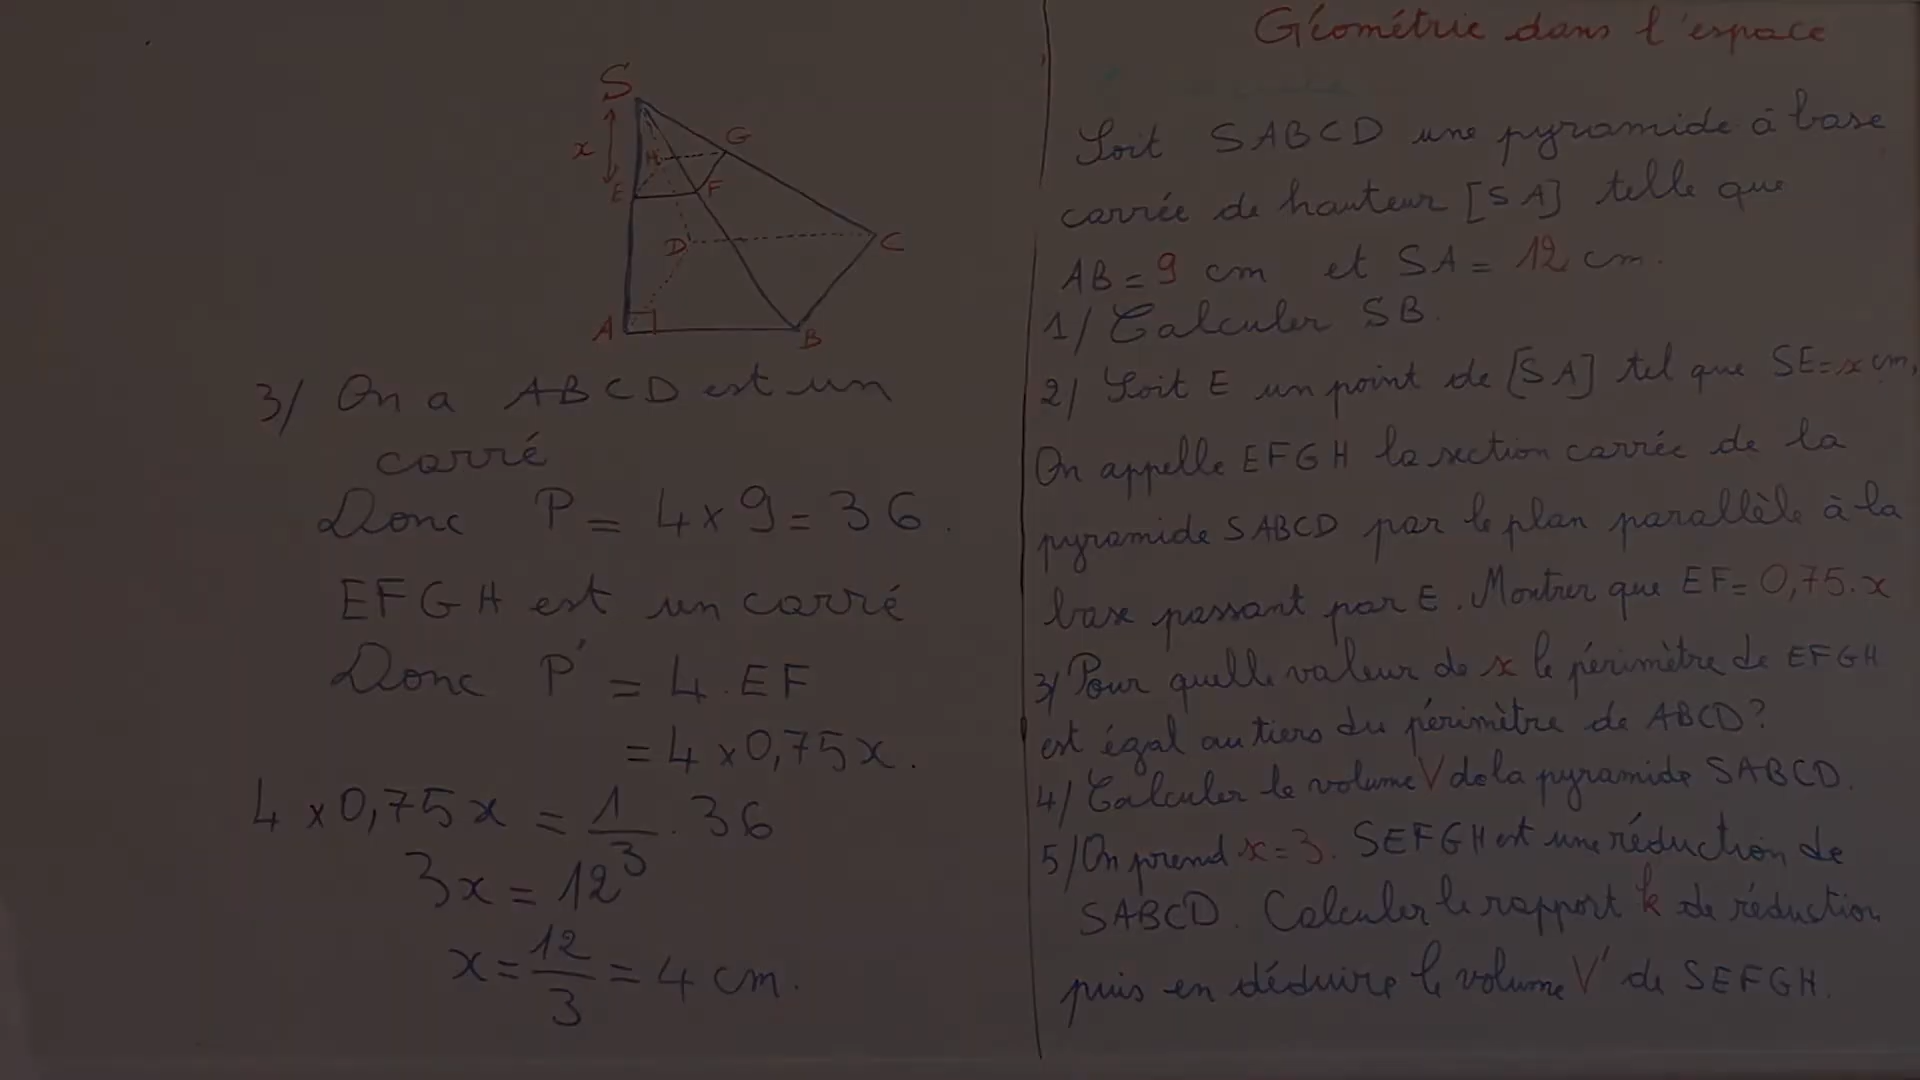 S
x
H
G
E
F
D
C
A
B
3/ On a ABCD est un
carré
Donc P = 4 x 9 = 36.
EFGH est un carré
Donc P' = 4.EF
= 4 x 0,75x.
4 x 0,75x = 1/3 . 36
3x = 12
x = 12/3 = 4 cm.
Géométrie dans l'espace
Soit SABCD une pyramide à base
carrée de hauteur [SA] telle que
AB = 9 cm et SA = 12 cm.
1/ Calculer SB.
2/ Soit E un point de [SA] tel que SE = x cm,
On appelle EFGH la section carrée de la
pyramide SABCD par le plan parallèle à la
base passant par E. Montrer que EF = 0,75.x
3/ Pour quelle valeur de x le périmètre de EFGH
est égal au tiers du périmètre de ABCD?
4/ Calculer le volume V de la pyramide SABCD.
5/ On prend x = 3. SEFGH est une réduction de
SABCD. Calculer le rapport k de réduction
puis en déduire le volume V' de SEFGH.